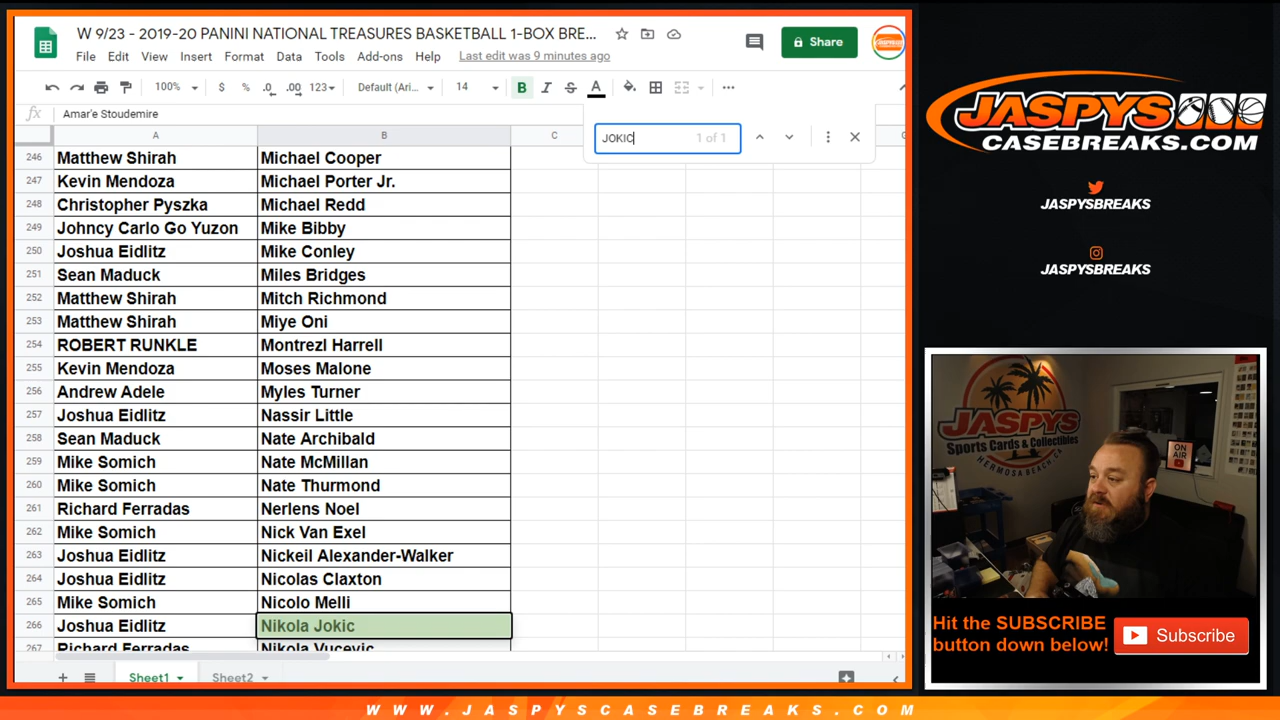 W 9/23 - 2019-20 PANINI NATIONAL TREASURES BASKETBALL 1-BOX BRE...
Share
File Edit View Insert Format Data Tools Add-ons Help Last edit was 9 minutes ago
100% $ % .0 .00 123 Default (Ari... 14 B I S A
fx Amar'e Stoudemire
JOKIC 1 of 1
A B C
246 Matthew Shirah Michael Cooper
247 Kevin Mendoza Michael Porter Jr.
248 Christopher Pyszka Michael Redd
249 Johncy Carlo Go Yuzon Mike Bibby
250 Joshua Eidlitz Mike Conley
251 Sean Maduck Miles Bridges
252 Matthew Shirah Mitch Richmond
253 Matthew Shirah Miye Oni
254 ROBERT RUNKLE Montrezl Harrell
255 Kevin Mendoza Moses Malone
256 Andrew Adele Myles Turner
257 Joshua Eidlitz Nassir Little
258 Sean Maduck Nate Archibald
259 Mike Somich Nate McMillan
260 Mike Somich Nate Thurmond
261 Richard Ferradas Nerlens Noel
262 Mike Somich Nick Van Exel
263 Joshua Eidlitz Nickeil Alexander-Walker
264 Joshua Eidlitz Nicolas Claxton
265 Mike Somich Nicolo Melli
266 Joshua Eidlitz Nikola Jokic
267 Richard Ferradas Nikola Vucevic
Sheet1 Sheet2
JASPYS
CASEBREAKS.COM
JASPYSBREAKS
JASPYSBREAKS
JASPYS
Sports Cards & Collectibles
HERMOSA BEACH, CA
ON
AIR
Hit the SUBSCRIBE
button down below!
Subscribe
WWW.JASPYSCASEBREAKS.COM